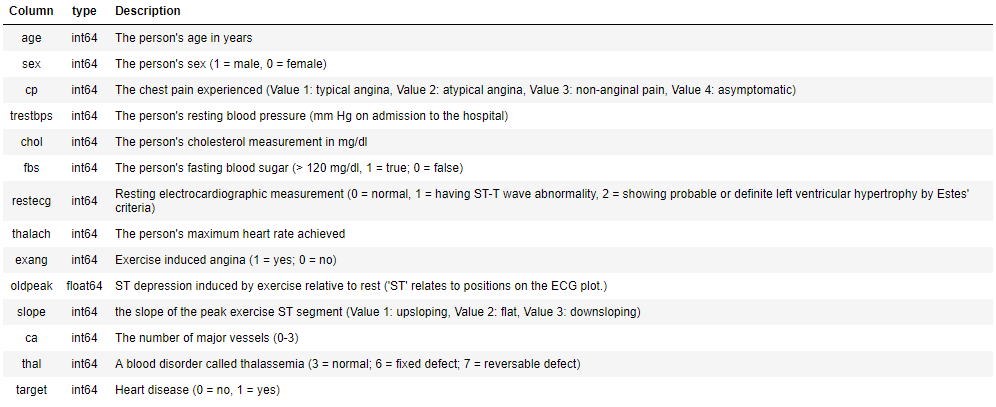 Column type Description
age int64 The person's age in years
sex int64 The person's sex (1 = male, 0 = female)
cp int64 The chest pain experienced (Value 1: typical angina, Value 2: atypical angina, Value 3: non-anginal pain, Value 4: asymptomatic)
trestbps int64 The person's resting blood pressure (mm Hg on admission to the hospital)
chol int64 The person's cholesterol measurement in mg/dl
fbs int64 The person's fasting blood sugar (> 120 mg/dl, 1 = true; 0 = false)
restecg int64 Resting electrocardiographic measurement (0 = normal, 1 = having ST-T wave abnormality, 2 = showing probable or definite left ventricular hypertrophy by Estes'
criteria)
thalach int64 The person's maximum heart rate achieved
exang int64 Exercise induced angina (1 = yes; 0 = no)
oldpeak float64 ST depression induced by exercise relative to rest ('ST' relates to positions on the ECG plot.)
slope int64 the slope of the peak exercise ST segment (Value 1: upsloping, Value 2: flat, Value 3: downsloping)
ca int64 The number of major vessels (0-3)
thal int64 A blood disorder called thalassemia (3 = normal; 6 = fixed defect; 7 = reversable defect)
target int64 Heart disease (0 = no, 1 = yes)